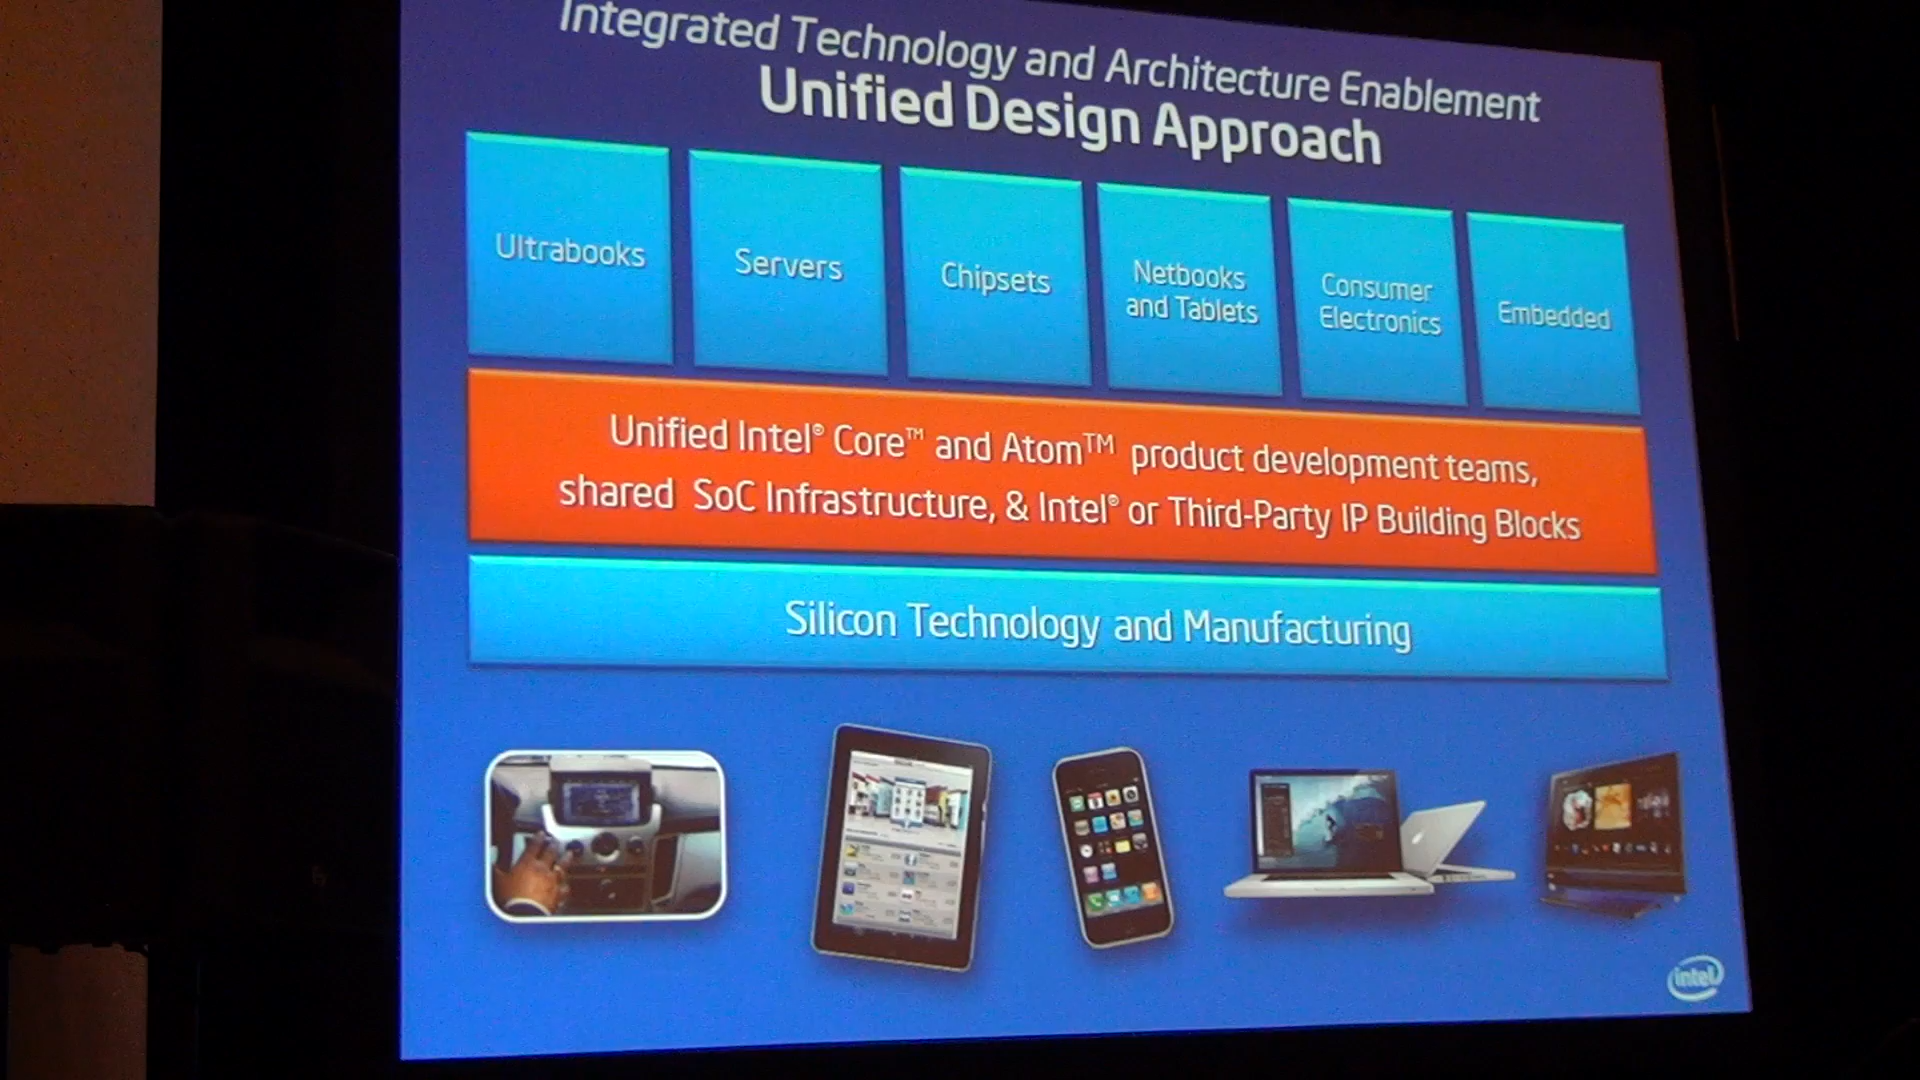 Integrated Technology and Architecture Enablement
Unified Design Approach
Ultrabooks
Servers
Chipsets
Netbooks
and Tablets
Consumer
Electronics
Embedded
Unified Intel® Core™ and Atom™ product development teams,
shared SoC Infrastructure, & Intel® or Third-Party IP Building Blocks
Silicon Technology and Manufacturing
intel